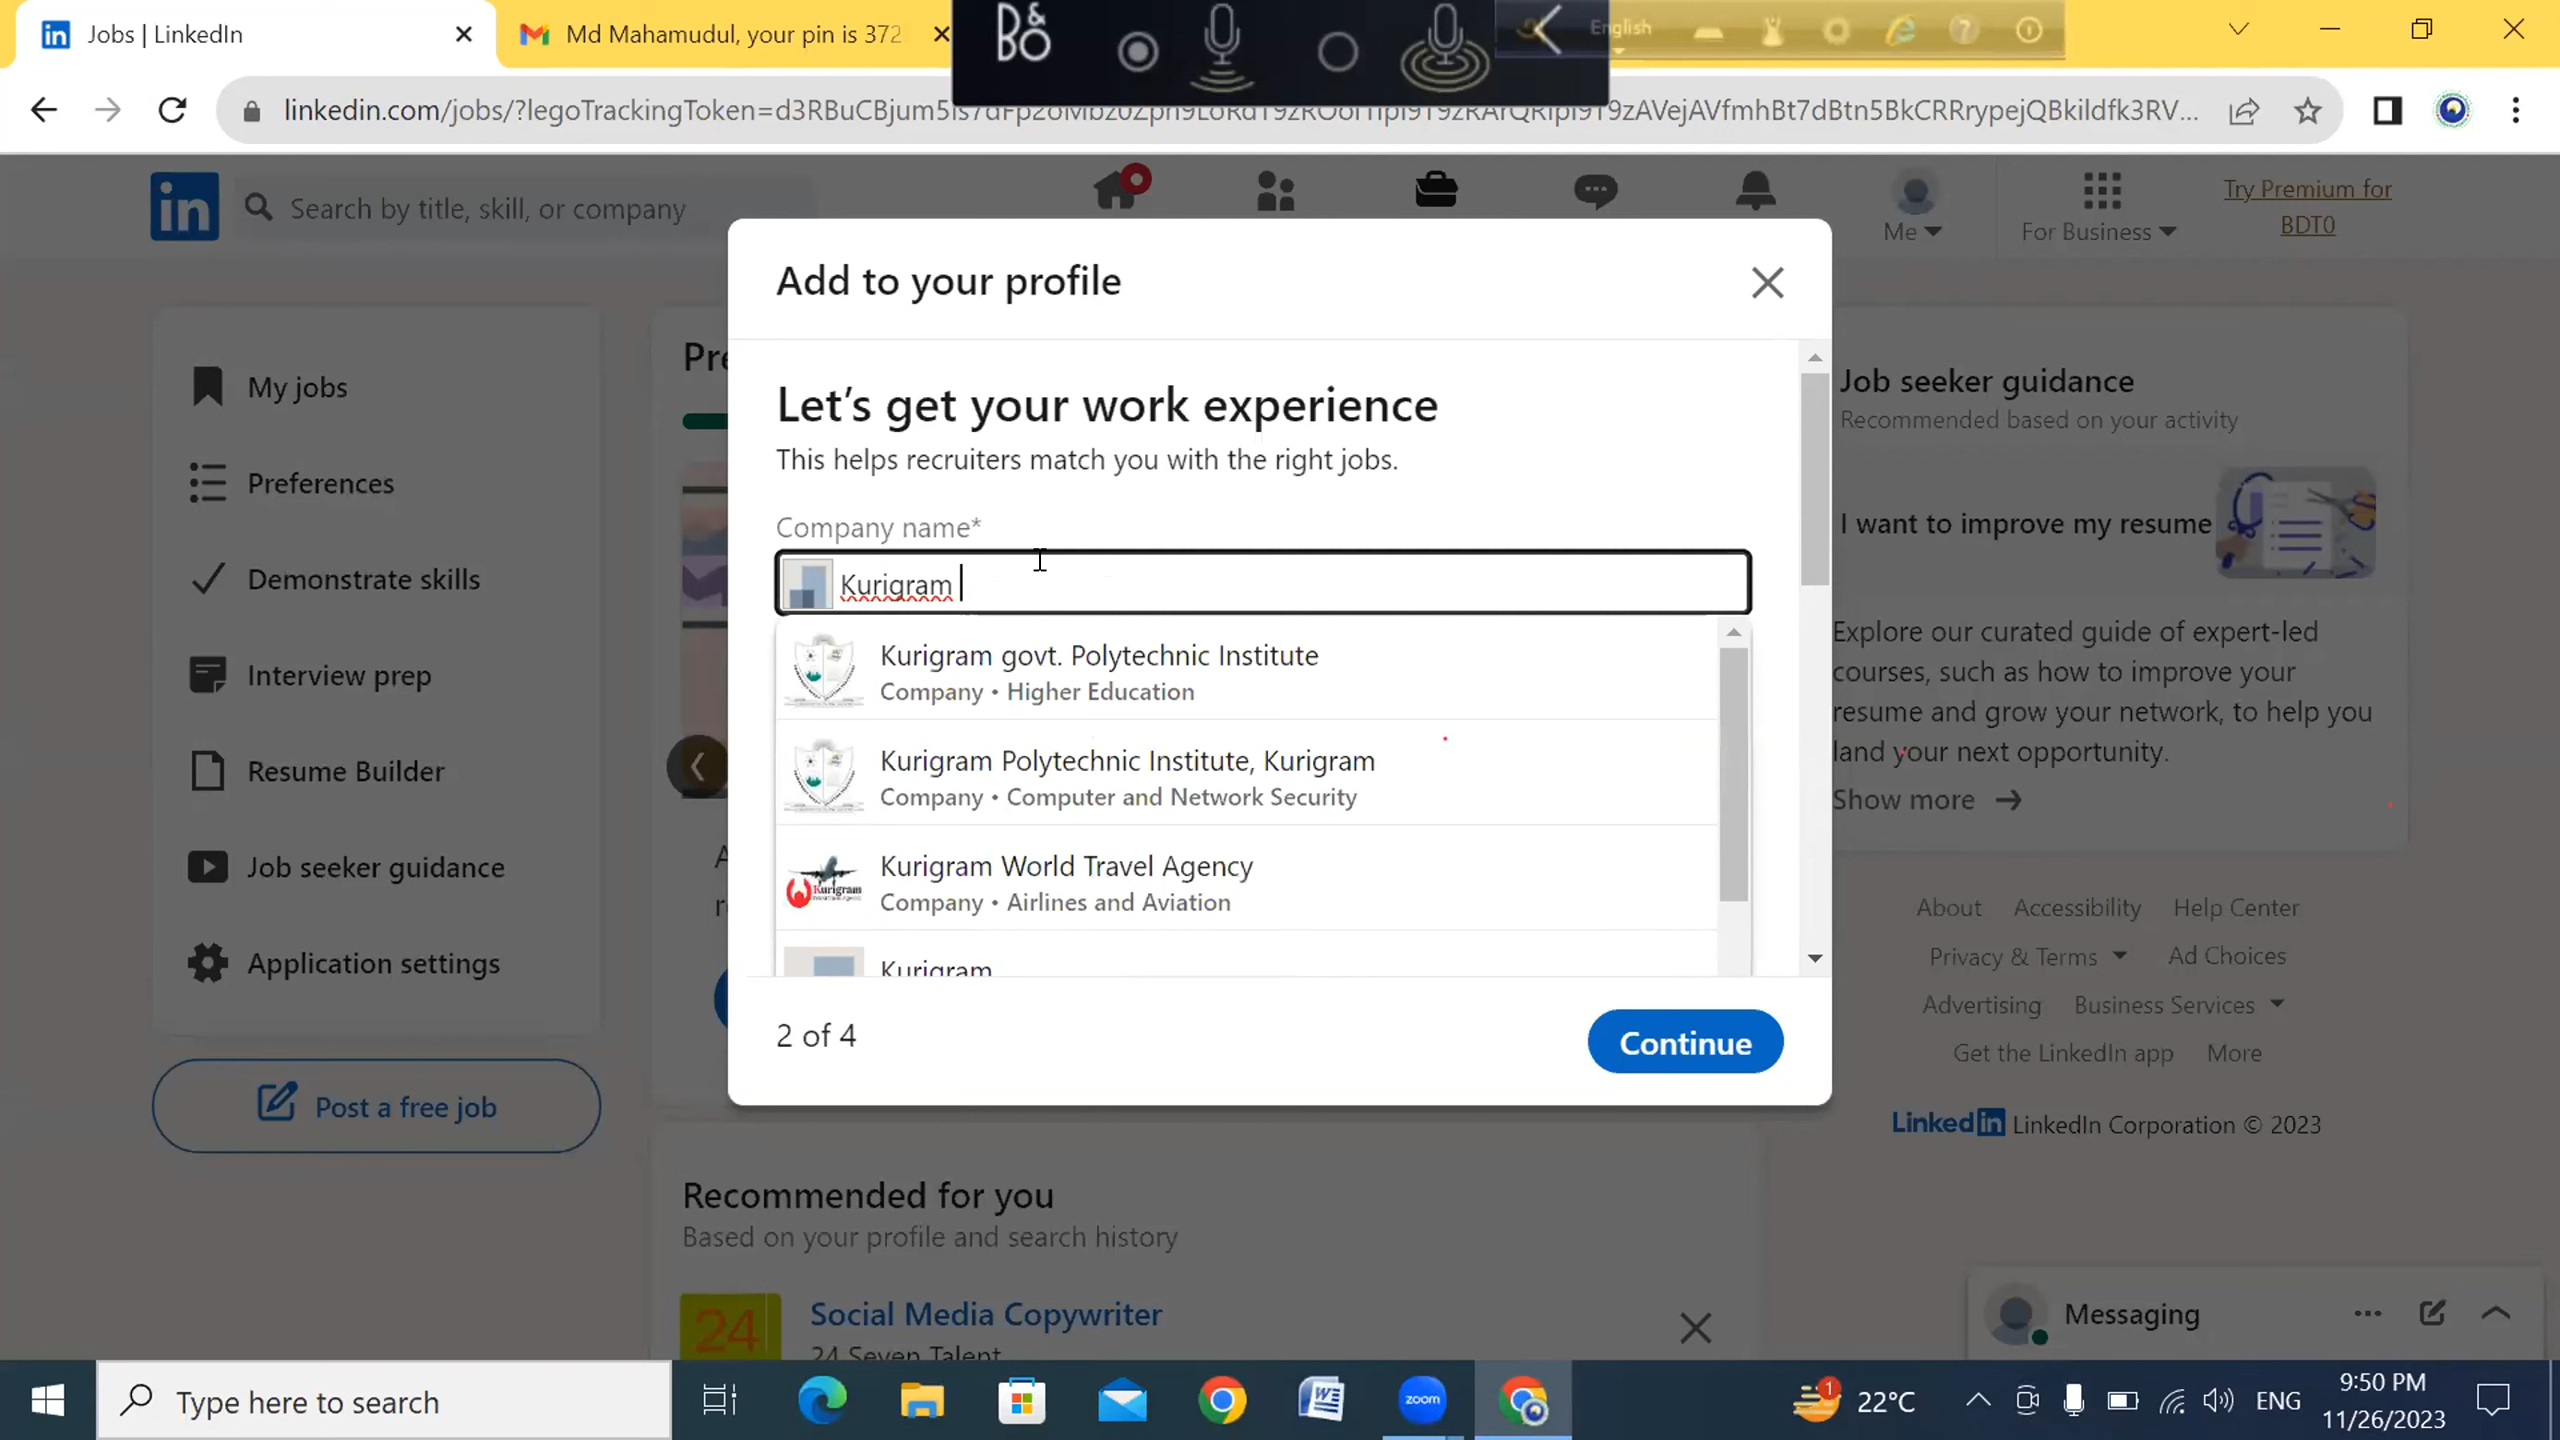 Jobs | LinkedIn
Md Mahamudul, your pin is 372
B&O
English
linkedin.com/jobs/?legoTrackingToken=
in
Search by title, skill, or company
Me
For Business
Try Premium for
BDT0
Add to your profile
Let's get your work experience
This helps recruiters match you with the right jobs.
Company name*
Kurigram
Kurigram govt. Polytechnic Institute
Company • Higher Education
Kurigram Polytechnic Institute, Kurigram
Company • Computer and Network Security
Kurigram World Travel Agency
Company • Airlines and Aviation
Kurigram
2 of 4
Continue
My jobs
Preferences
Demonstrate skills
Interview prep
Resume Builder
Job seeker guidance
Application settings
Post a free job
Pre
Job seeker guidance
Recommended based on your activity
I want to improve my resume
Explore our curated guide of expert-led
courses, such as how to improve your
resume and grow your network, to help you
land your next opportunity.
Show more
About Accessibility Help Center
Privacy & Terms Ad Choices
Advertising Business Services
Get the LinkedIn app More
LinkedIn LinkedIn Corporation © 2023
Recommended for you
Based on your profile and search history
24
Social Media Copywriter
24 Seven Talent
Messaging
Type here to search
zoom
1
22°C
ENG
9:50 PM
11/26/2023